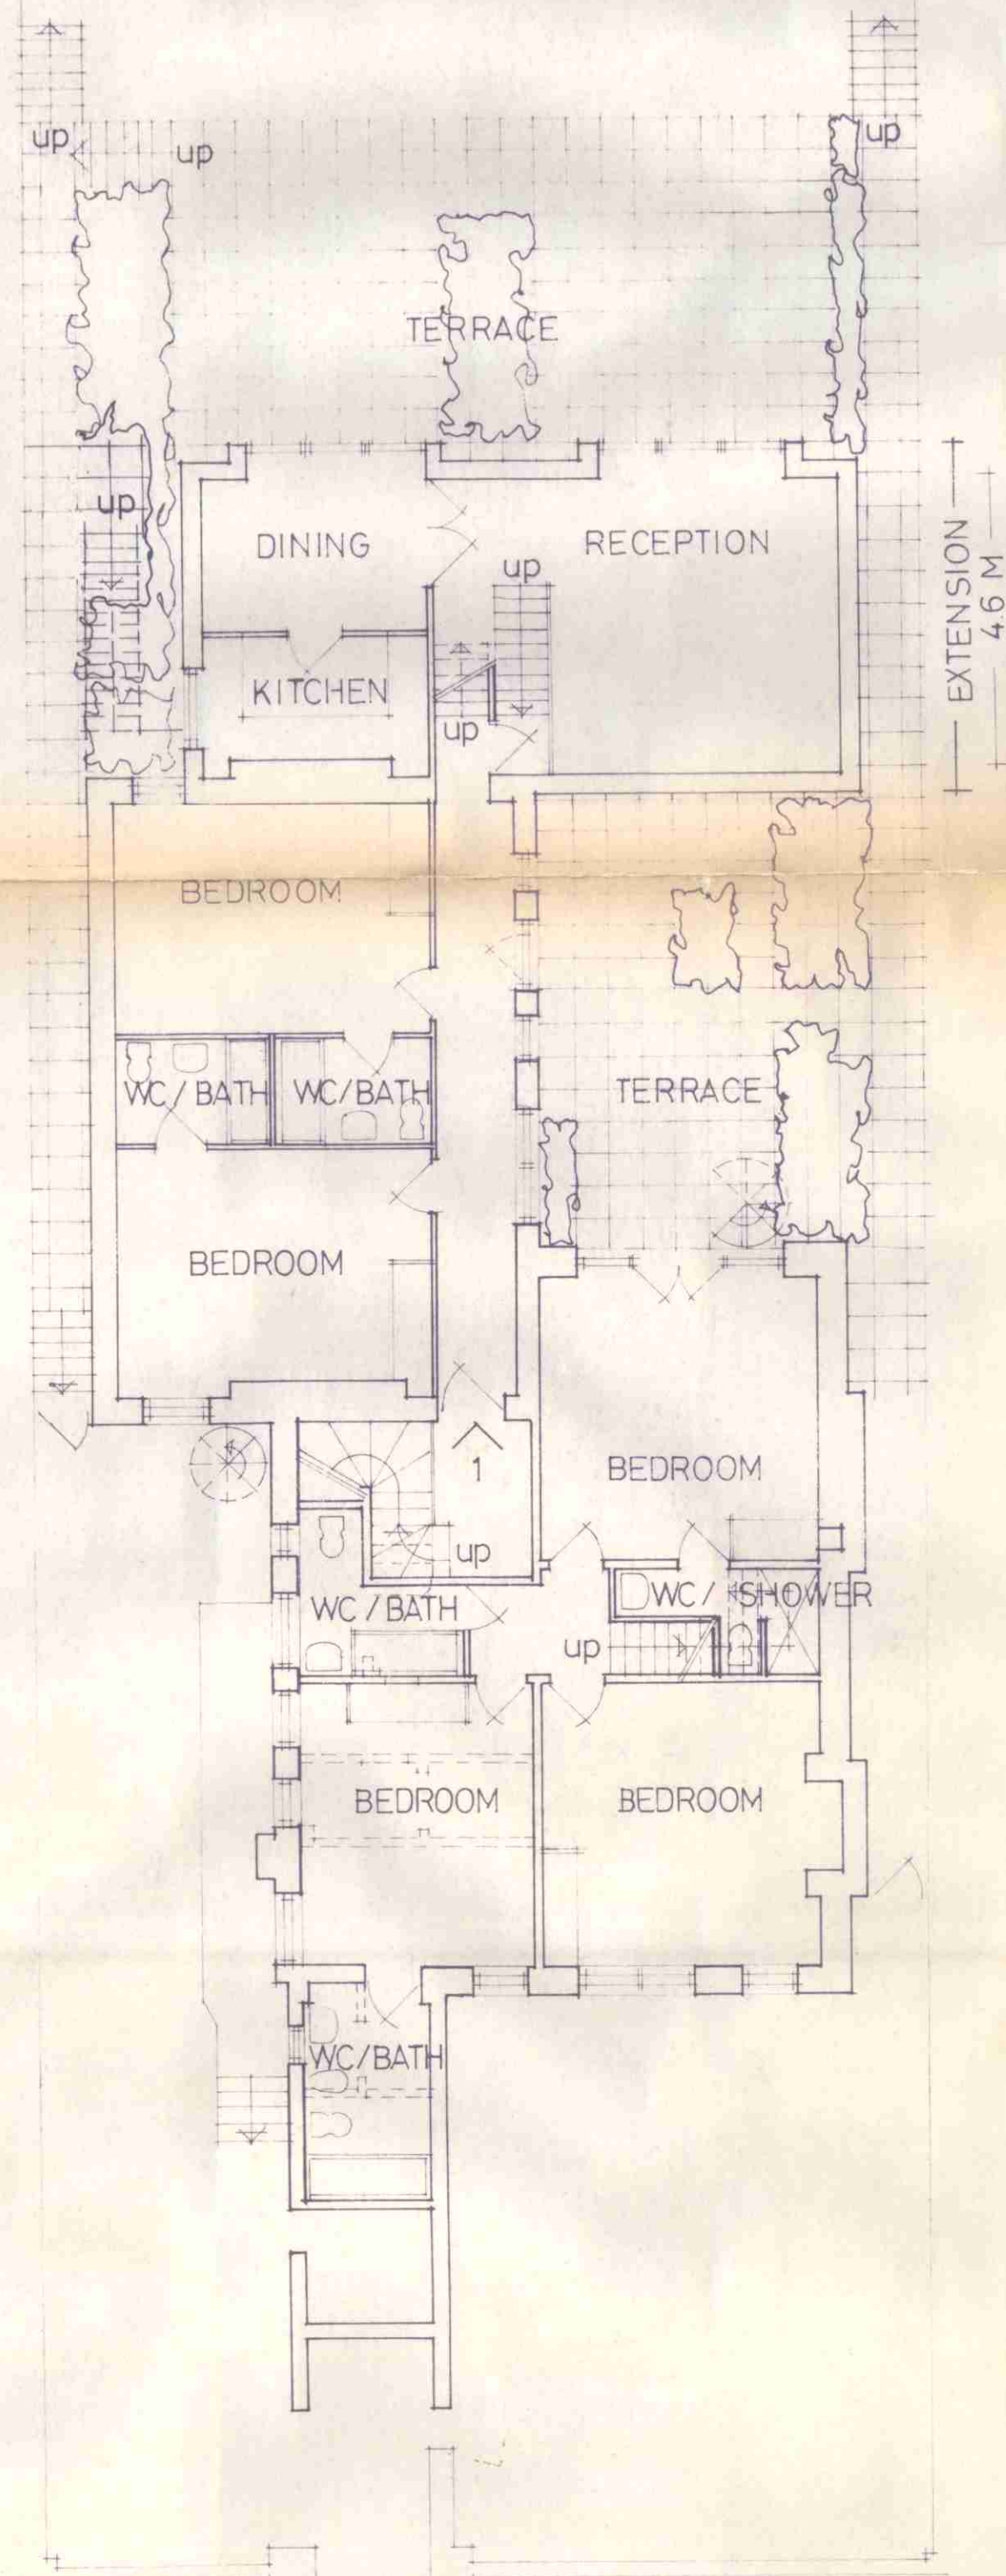 up
up
up
TERRACE
up
DINING
RECEPTION
up
EXTENSION
4.6 M
KITCHEN
up
BEDROOM
WC/BATH
WC/BATH
TERRACE
BEDROOM
1
BEDROOM
up
WC/BATH
WC/SHOWER
up
BEDROOM
BEDROOM
WC/BATH